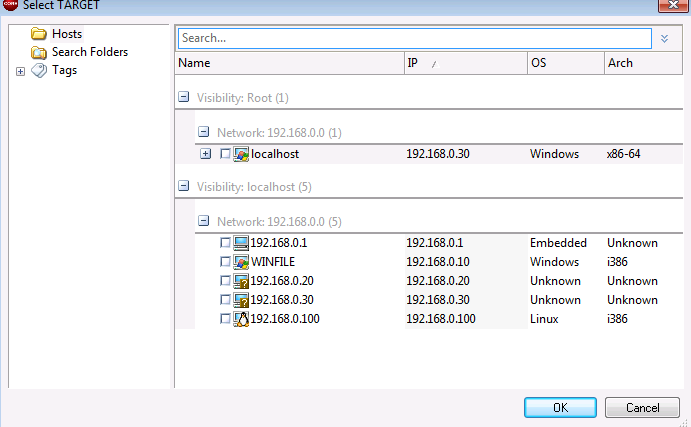 CORE Select TARGET
Hosts
Search Folders
Tags
Search...
Name IP OS Arch
Visibility: Root (1)
Network: 192.168.0.0 (1)
localhost 192.168.0.30 Windows x86-64
Visibility: localhost (5)
Network: 192.168.0.0 (5)
192.168.0.1 192.168.0.1 Embedded Unknown
WINFILE 192.168.0.10 Windows i386
192.168.0.20 192.168.0.20 Unknown Unknown
192.168.0.30 192.168.0.30 Unknown Unknown
192.168.0.100 192.168.0.100 Linux i386
OK Cancel